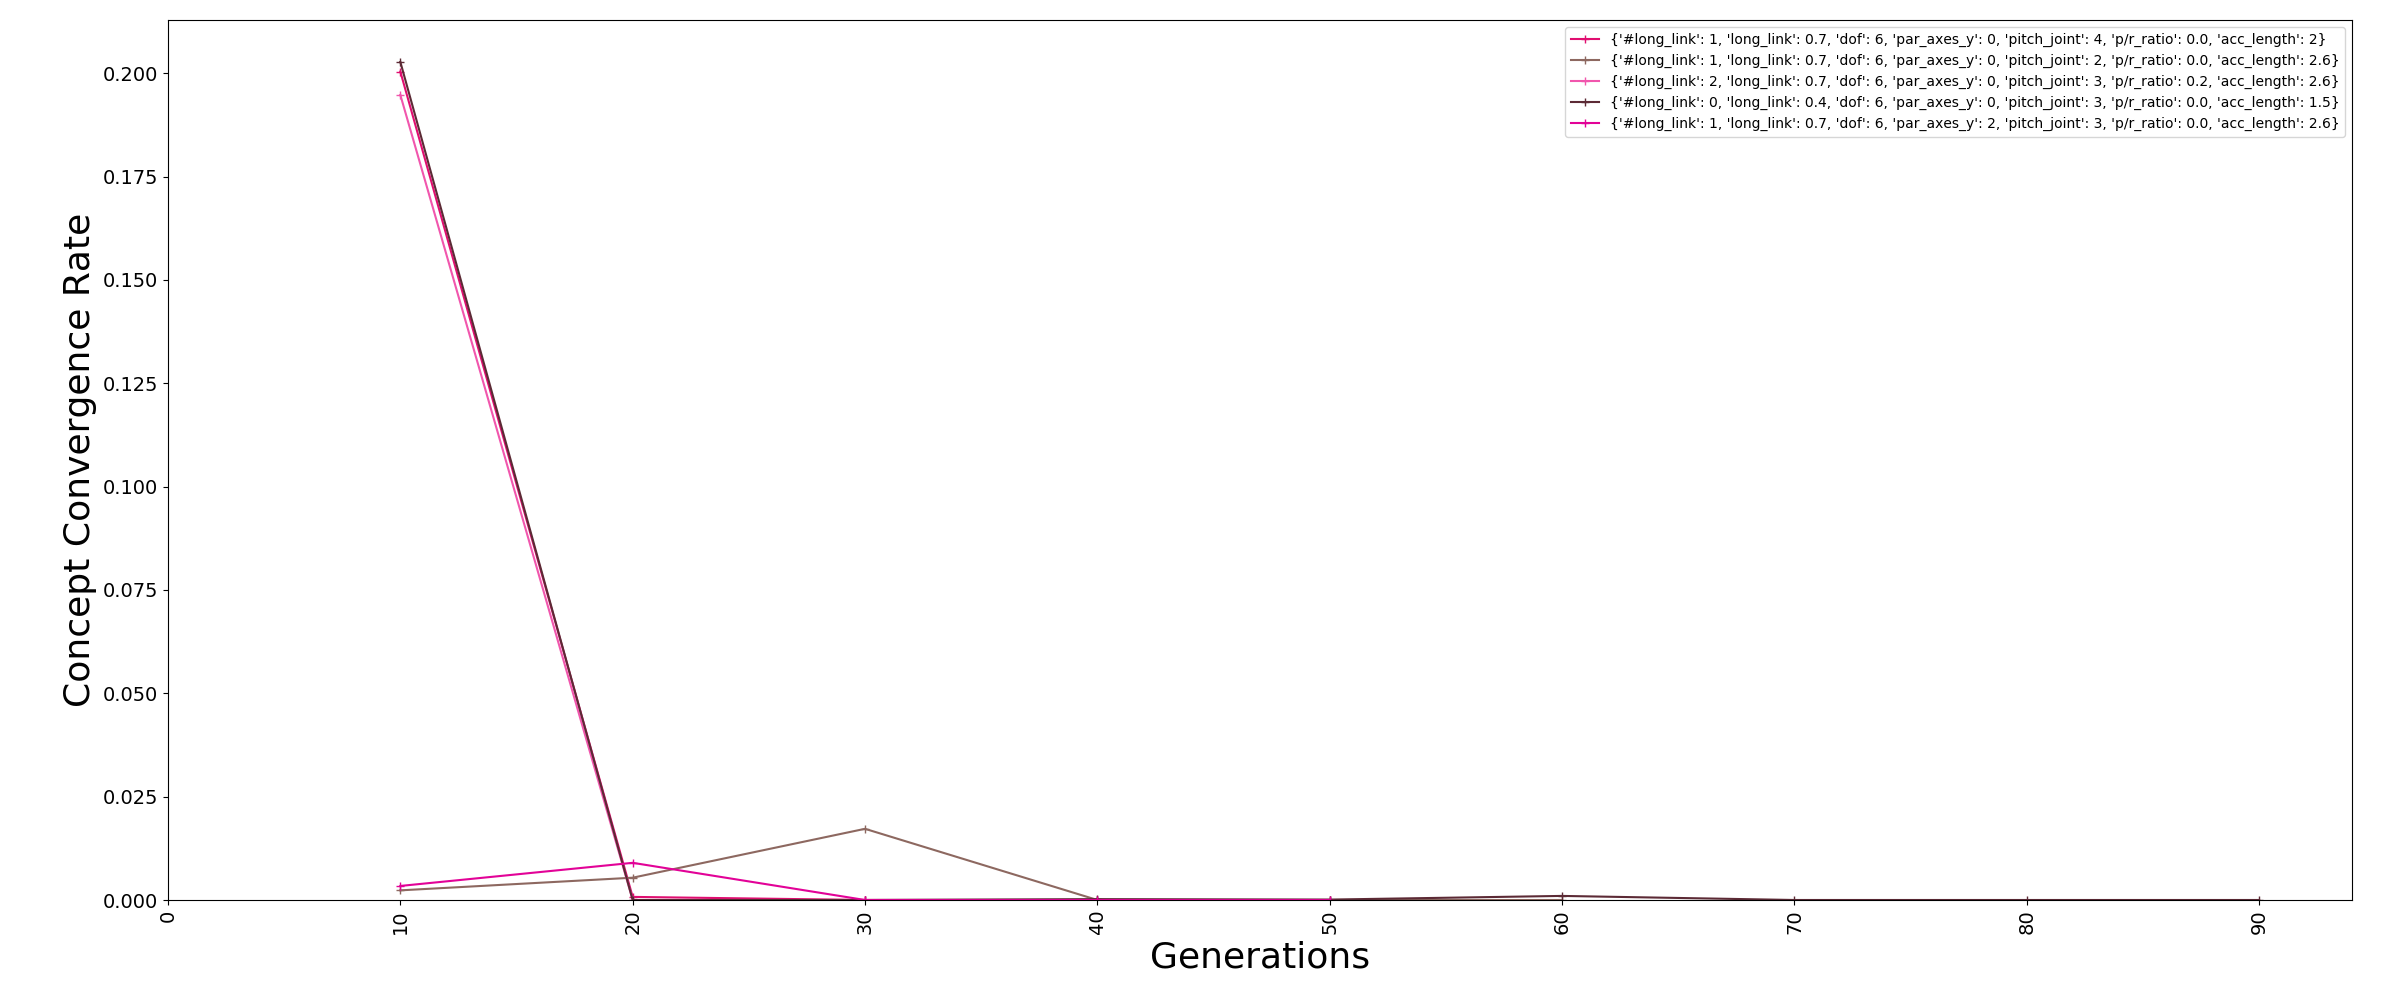 {'#long_link': 1, 'long_link': 0.7, 'dof': 6, 'par_axes_y': 0, 'pitch_joint': 4, 'p/r_ratio': 0.0, 'acc_length': 2}
{'#long_link': 1, 'long_link': 0.7, 'dof': 6, 'par_axes_y': 0, 'pitch_joint': 2, 'p/r_ratio': 0.0, 'acc_length': 2.6}
{'#long_link': 2, 'long_link': 0.7, 'dof': 6, 'par_axes_y': 0, 'pitch_joint': 3, 'p/r_ratio': 0.2, 'acc_length': 2.6}
{'#long_link': 0, 'long_link': 0.4, 'dof': 6, 'par_axes_y': 0, 'pitch_joint': 3, 'p/r_ratio': 0.0, 'acc_length': 1.5}
{'#long_link': 1, 'long_link': 0.7, 'dof': 6, 'par_axes_y': 2, 'pitch_joint': 3, 'p/r_ratio': 0.0, 'acc_length': 2.6}
Concept Convergence Rate
0.200
0.175
0.150
0.125
0.100
0.075
0.050
0.025
0.000
0 10 20 30 40 50 60 70 80 90
Generations